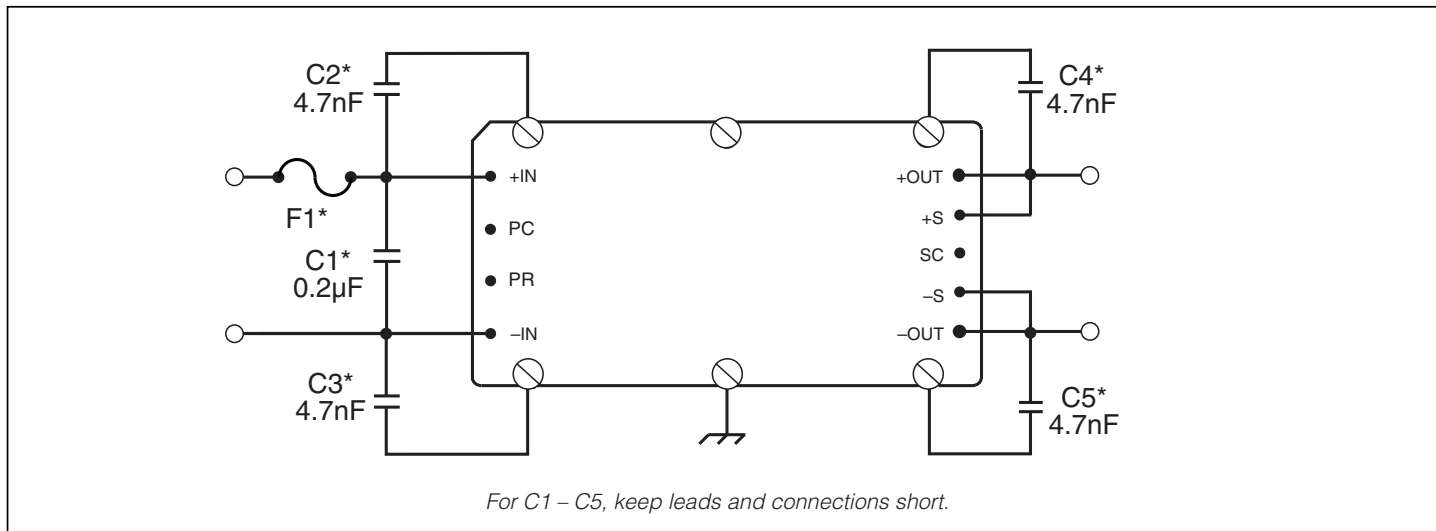 C2*
4.7nF
C4*
4.7nF
+IN
+OUT
F1*
PC
+S
C1*
0.2µF
SC
PR
–S
–IN
–OUT
C3*
4.7nF
C5*
4.7nF
For C1 – C5, keep leads and connections short.